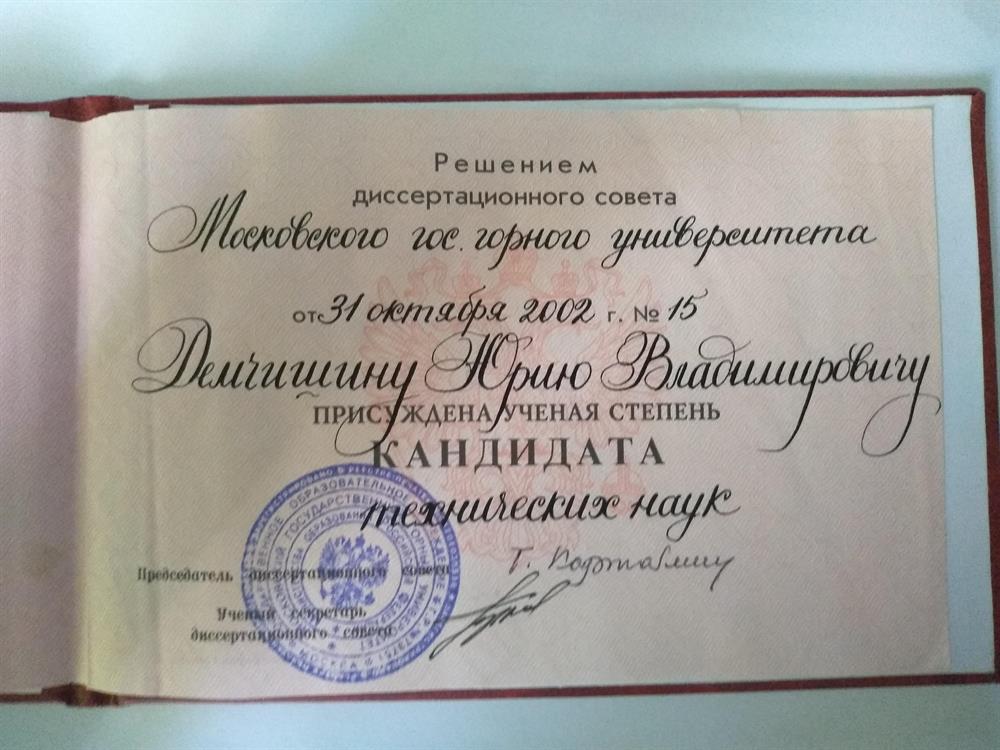 Решением
диссертационного совета
Московского гос. горного университета
от 31 октября 2002 г. № 15
Демчишину Юрию Владимировичу
ПРИСУЖДЕНА УЧЕНАЯ СТЕПЕНЬ
КАНДИДАТА
технических наук
Председатель диссертационного совета
Ученый секретарь
диссертационного совета